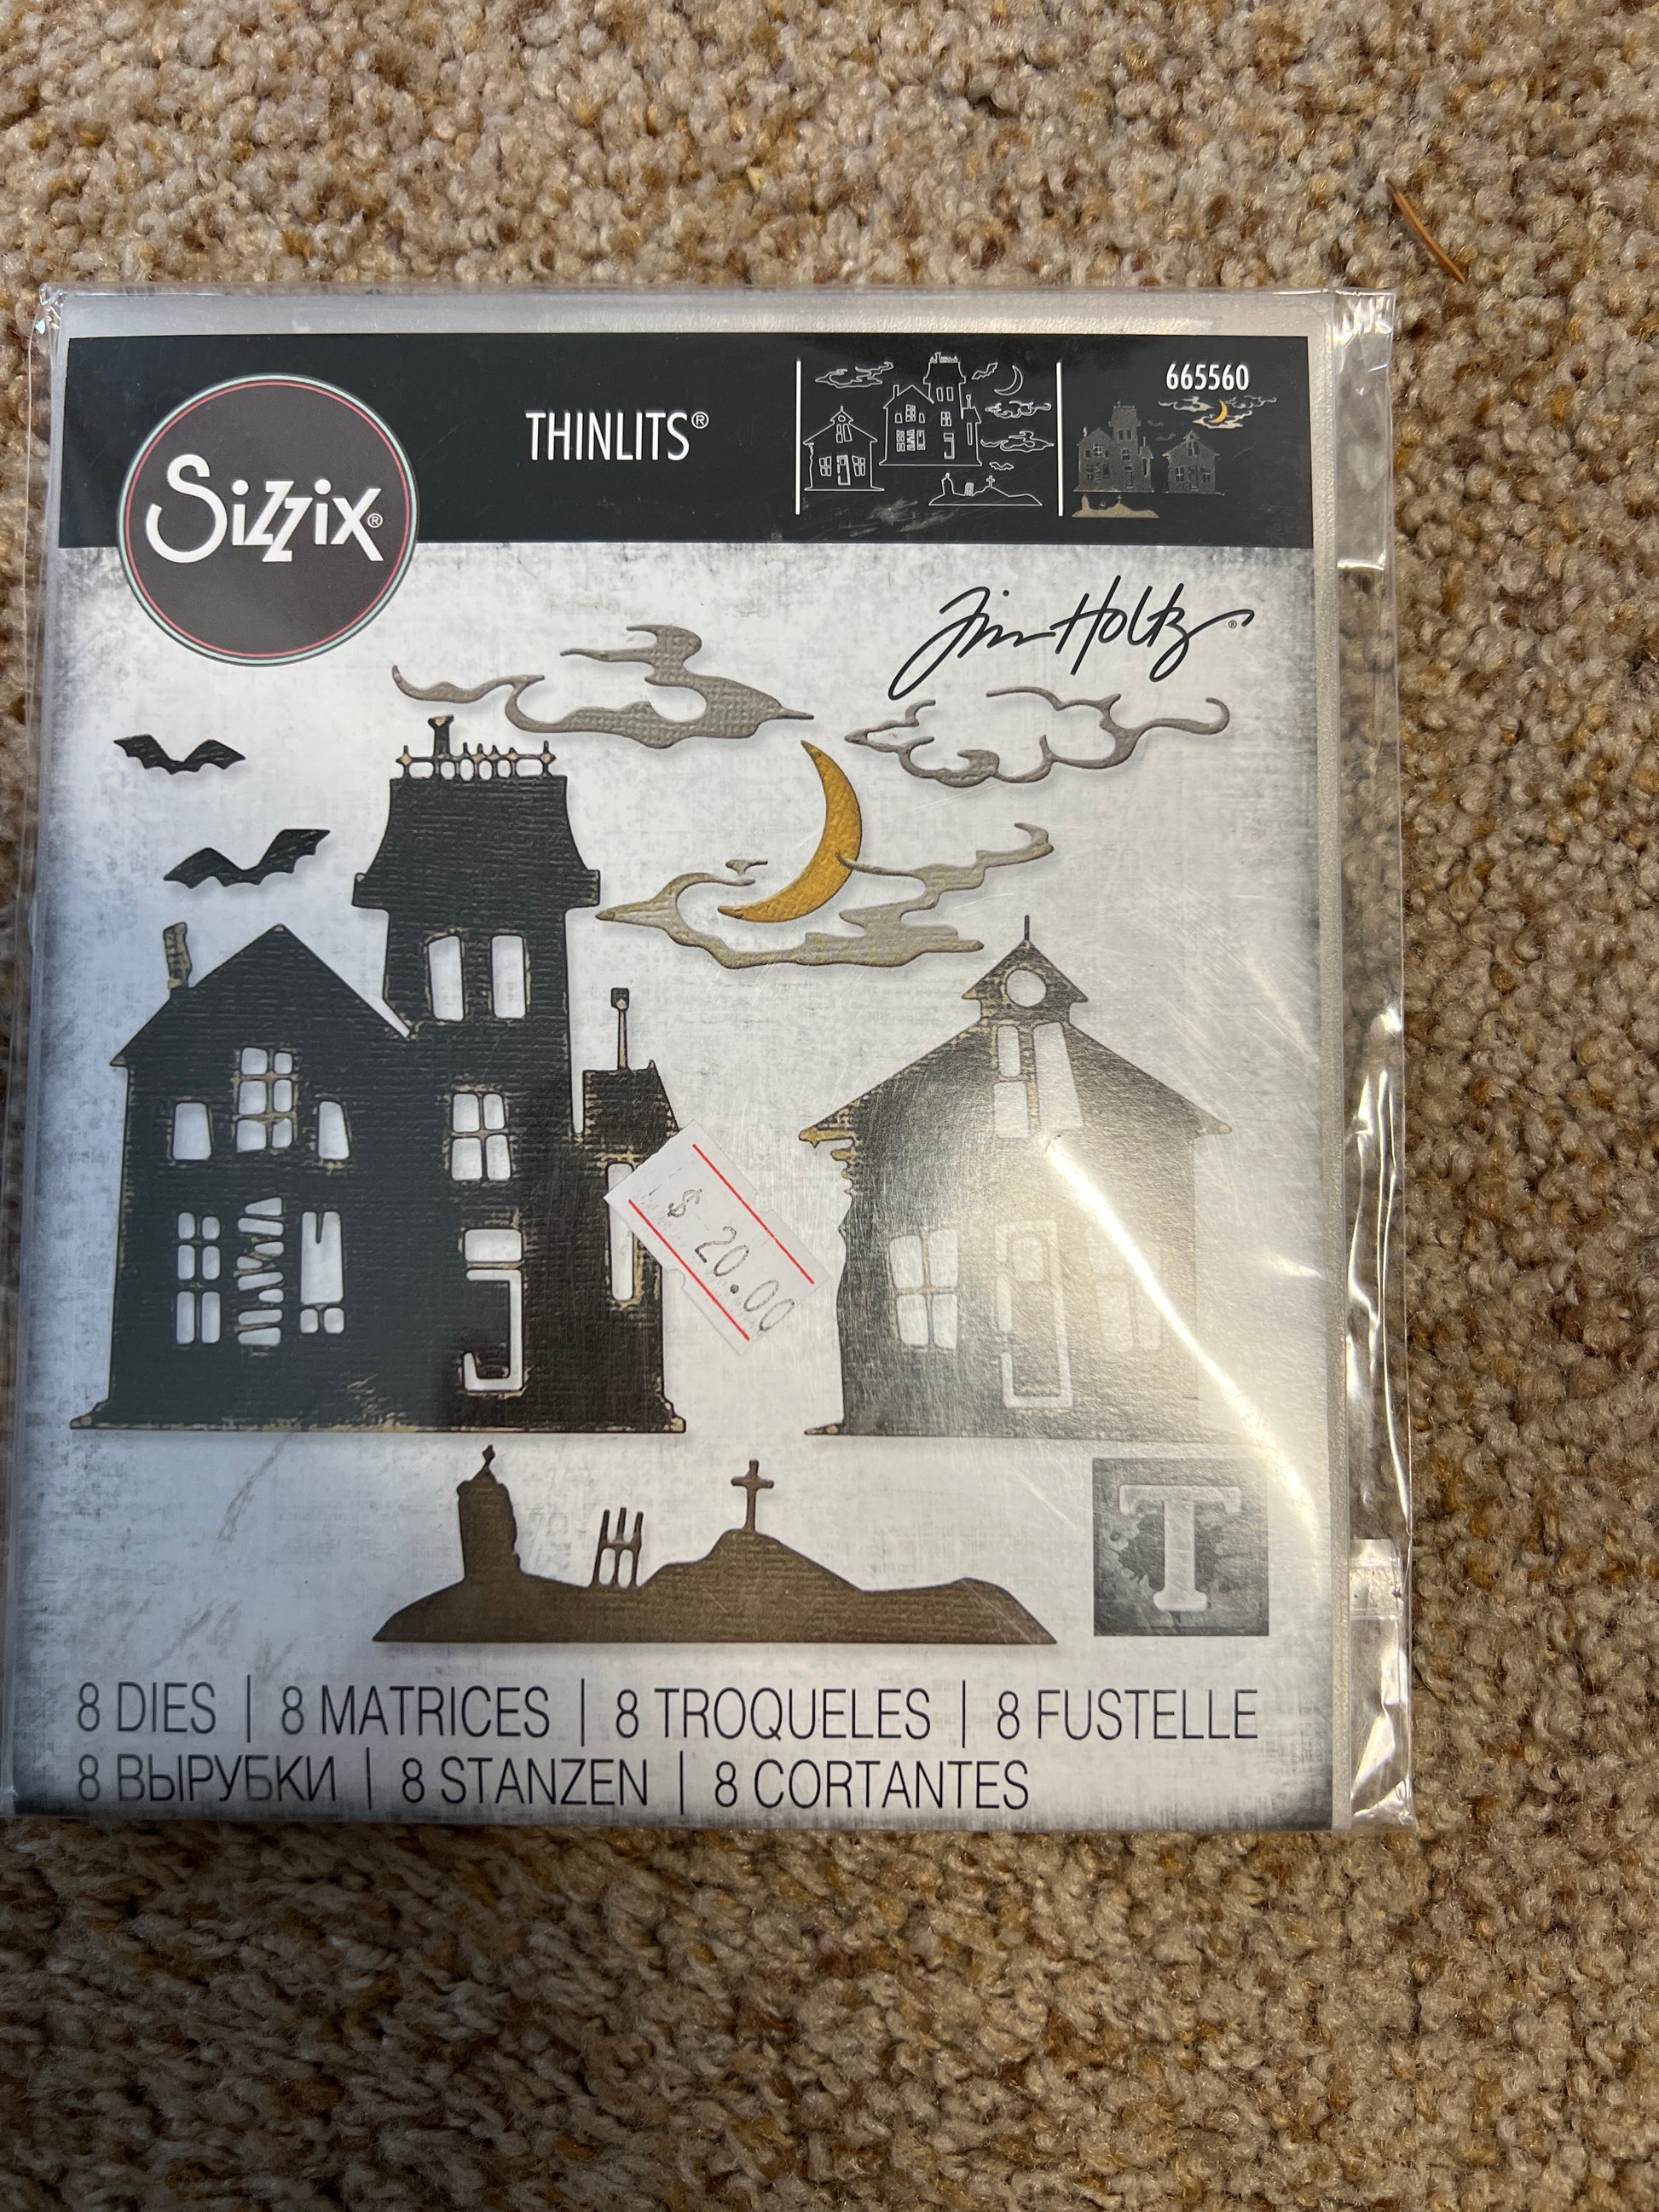 Sizzix®
THINLITS®
665560
Tim Holtz®
$ 20.00
T
8 DIES | 8 MATRICES | 8 TROQUELES | 8 FUSTELLE
8 ВЫРУБКИ | 8 STANZEN | 8 CORTANTES